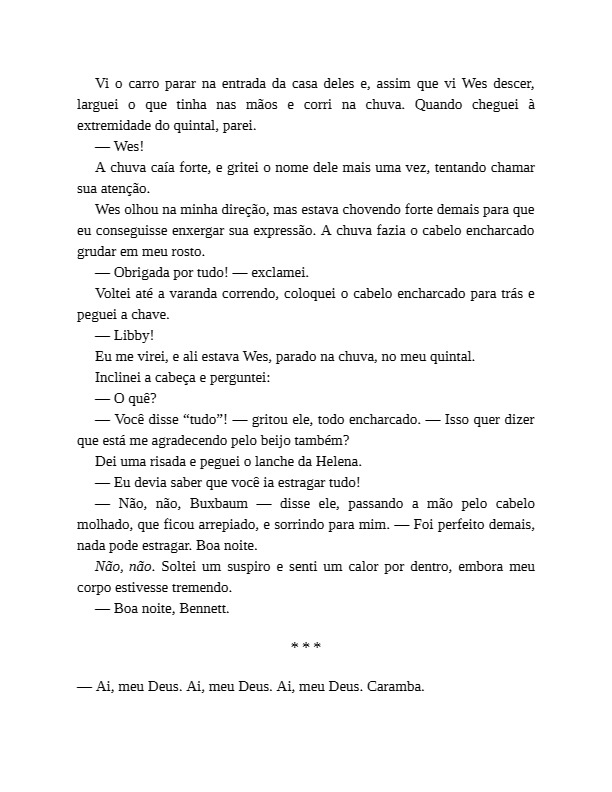 Vi o carro parar na entrada da casa deles e, assim que vi Wes descer,
larguei o que tinha nas mãos e corri na chuva. Quando cheguei à
extremidade do quintal, parei.
— Wes!
A chuva caía forte, e gritei o nome dele mais uma vez, tentando chamar
sua atenção.
Wes olhou na minha direção, mas estava chovendo forte demais para que
eu conseguisse enxergar sua expressão. A chuva fazia o cabelo encharcado
grudar em meu rosto.
— Obrigada por tudo! — exclamei.
Voltei até a varanda correndo, coloquei o cabelo encharcado para trás e
peguei a chave.
— Libby!
Eu me virei, e ali estava Wes, parado na chuva, no meu quintal.
Inclinei a cabeça e perguntei:
— O quê?
— Você disse “tudo”! — gritou ele, todo encharcado. — Isso quer dizer
que está me agradecendo pelo beijo também?
Dei uma risada e peguei o lanche da Helena.
— Eu devia saber que você ia estragar tudo!
— Não, não, Buxbaum — disse ele, passando a mão pelo cabelo
molhado, que ficou arrepiado, e sorrindo para mim. — Foi perfeito demais,
nada pode estragar. Boa noite.
Não, não. Soltei um suspiro e senti um calor por dentro, embora meu
corpo estivesse tremendo.
— Boa noite, Bennett.
* * *
— Ai, meu Deus. Ai, meu Deus. Ai, meu Deus. Caramba.